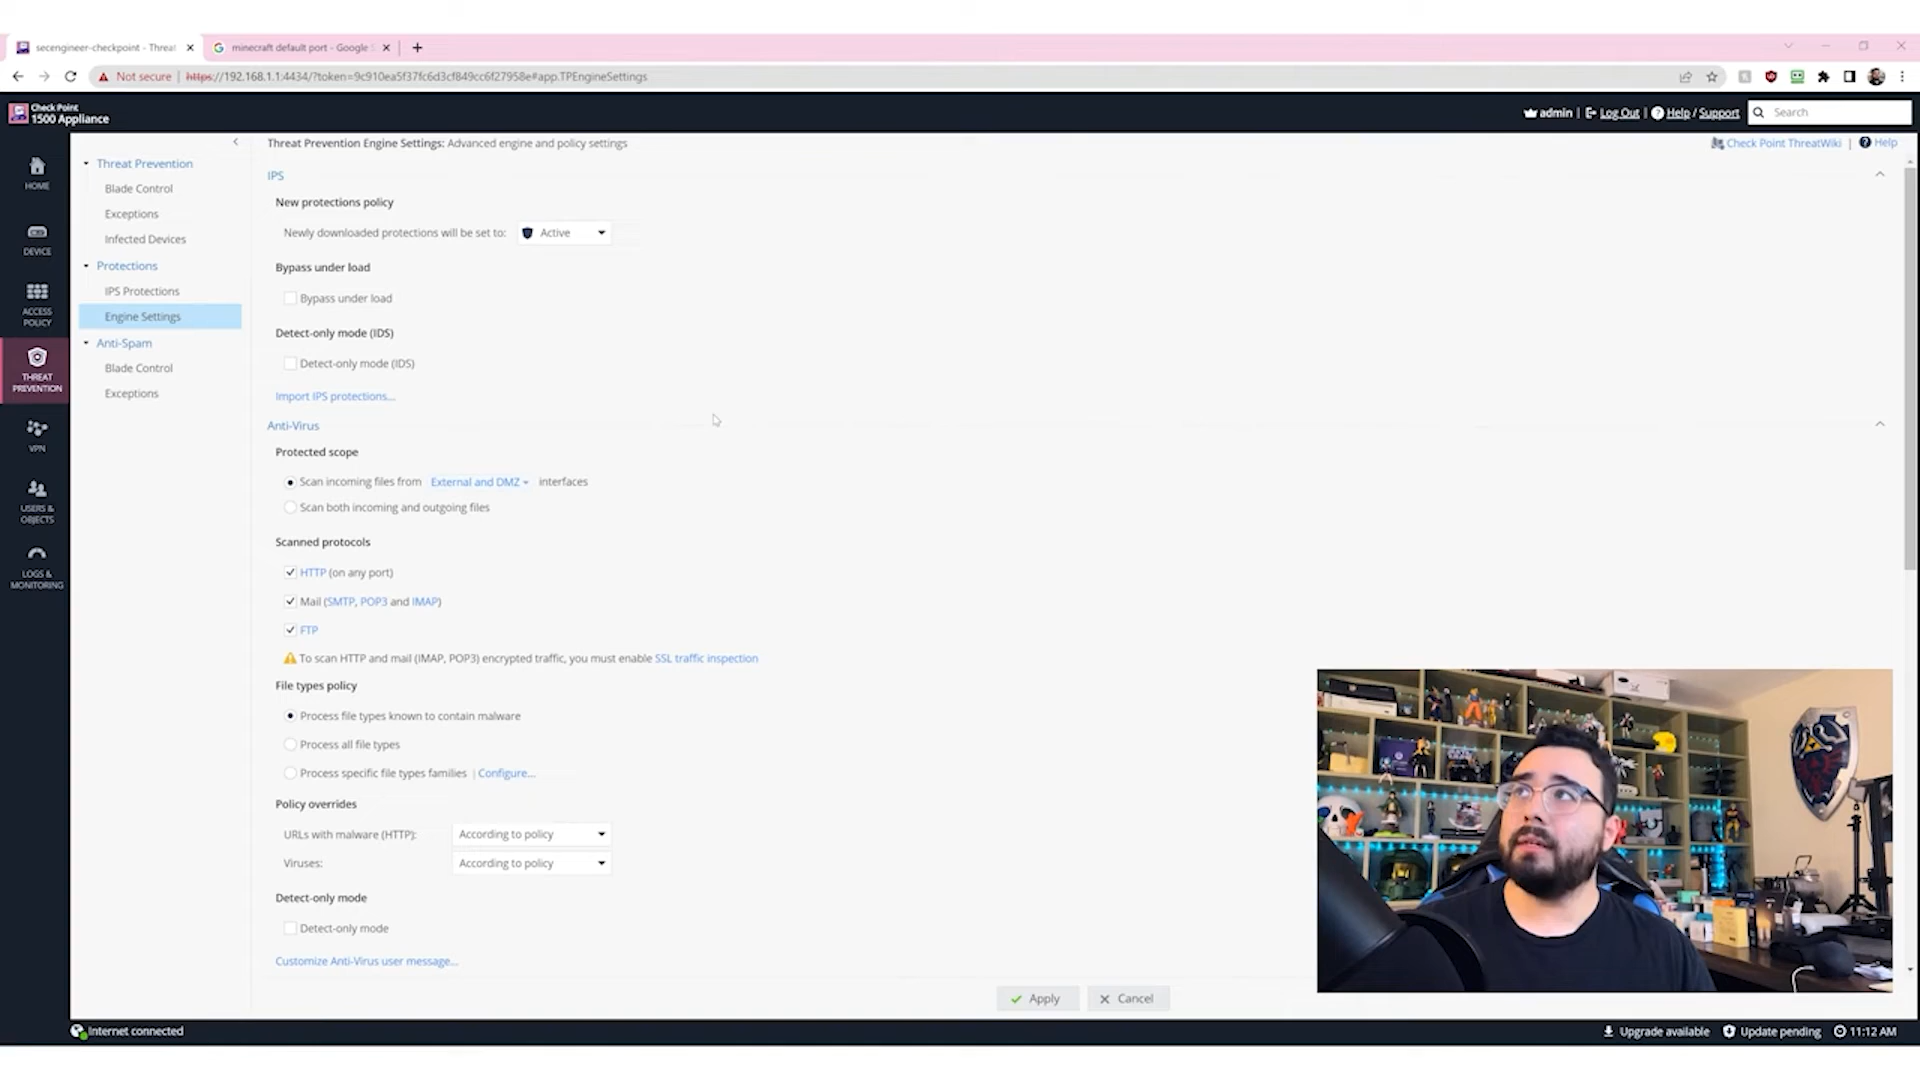 secengineer-checkpoint - Threat
minecraft default port - Google S
Not secure | https://192.168.1.1:4434/?token=9c910ea5f37fc6d3cf849cc6f27958e#app.TPEngineSettings
Check Point
1500 Appliance
admin | Log Out | Help / Support
Search
HOME
DEVICE
ACCESS
POLICY
THREAT
PREVENTION
VPN
USERS &
OBJECTS
LOGS &
MONITORING
Threat Prevention
Blade Control
Exceptions
Infected Devices
Protections
IPS Protections
Engine Settings
Anti-Spam
Blade Control
Exceptions
Threat Prevention Engine Settings: Advanced engine and policy settings
Check Point ThreatWiki | Help
IPS
New protections policy
Newly downloaded protections will be set to: Active
Bypass under load
Bypass under load
Detect-only mode (IDS)
Detect-only mode (IDS)
Import IPS protections...
Anti-Virus
Protected scope
Scan incoming files from External and DMZ interfaces
Scan both incoming and outgoing files
Scanned protocols
HTTP (on any port)
Mail (SMTP, POP3 and IMAP)
FTP
To scan HTTP and mail (IMAP, POP3) encrypted traffic, you must enable SSL traffic inspection
File types policy
Process file types known to contain malware
Process all file types
Process specific file types families | Configure...
Policy overrides
URLs with malware (HTTP): According to policy
Viruses: According to policy
Detect-only mode
Detect-only mode
Customize Anti-Virus user message...
Apply
Cancel
Internet connected
Upgrade available
Update pending
11:12 AM